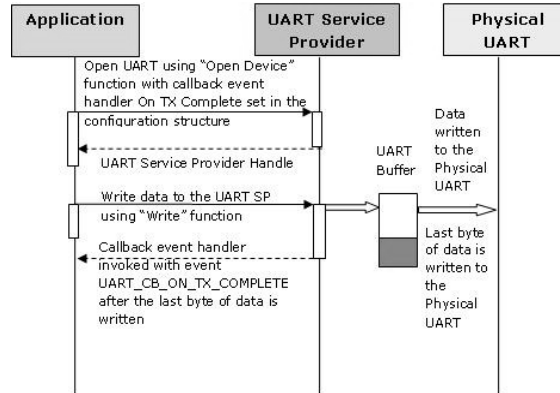 Application
UART Service
Provider
Physical
UART
Open UART using “Open Device”
function with callback event
handler On TX Complete set in the
configuration structure
UART Service Provider Handle
UART
Buffer
Data
written
to the
Physical
UART
Write data to the UART SP
using “Write” function
Callback event handler
invoked with event
UART_CB_ON_TX_COMPLETE
after the last byte of data is
written
Last byte
of data is
written to
the
Physical
UART